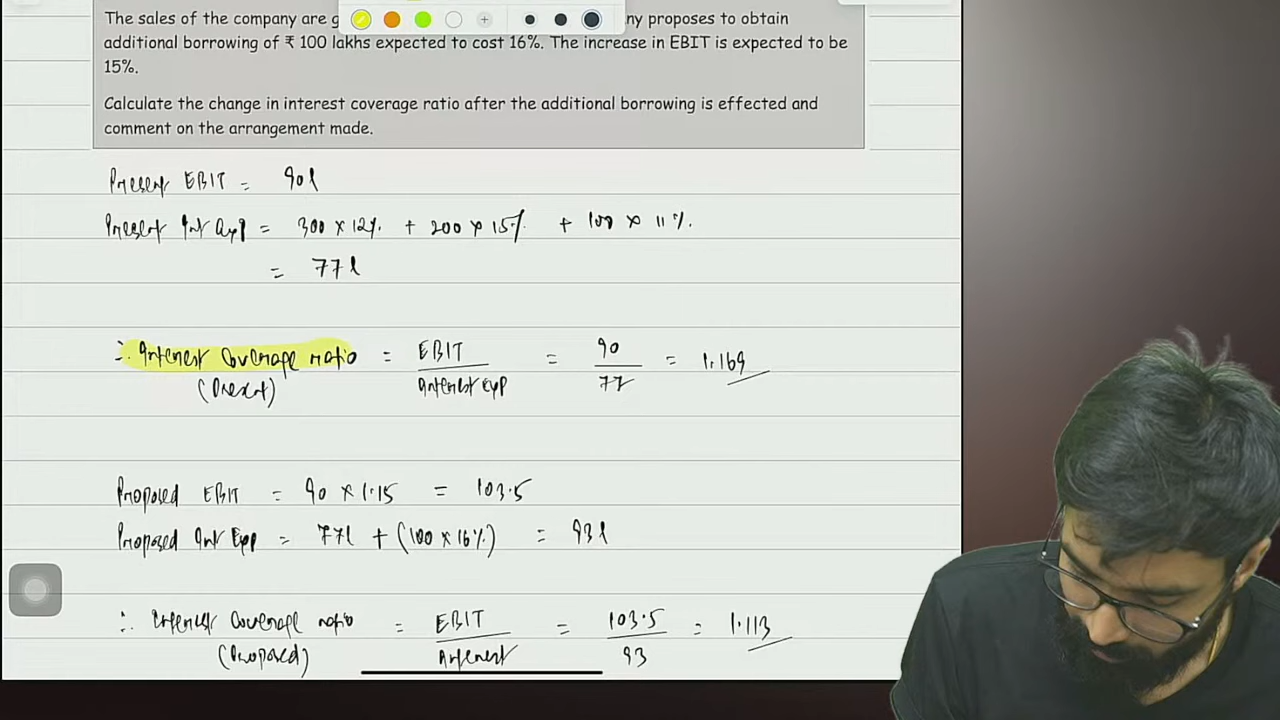 The sales of the company are g ny proposes to obtain
additional borrowing of ₹ 100 lakhs expected to cost 16%. The increase in EBIT is expected to be
15%.
Calculate the change in interest coverage ratio after the additional borrowing is effected and
comment on the arrangement made.
Present EBIT = 90l
Present Int Exp = 300 × 12% + 200 × 15% + 100 × 11%.
= 77l
∴ Interest Coverage ratio = EBIT / Interest Exp = 90 / 77 = 1.169
(Present)
Proposed EBIT = 90 × 1.15 = 103.5
Proposed Int Exp = 77l + (100 × 16%) = 93l
∴ Interest Coverage ratio = EBIT / Interest = 103.5 / 93 = 1.113
(Proposed)